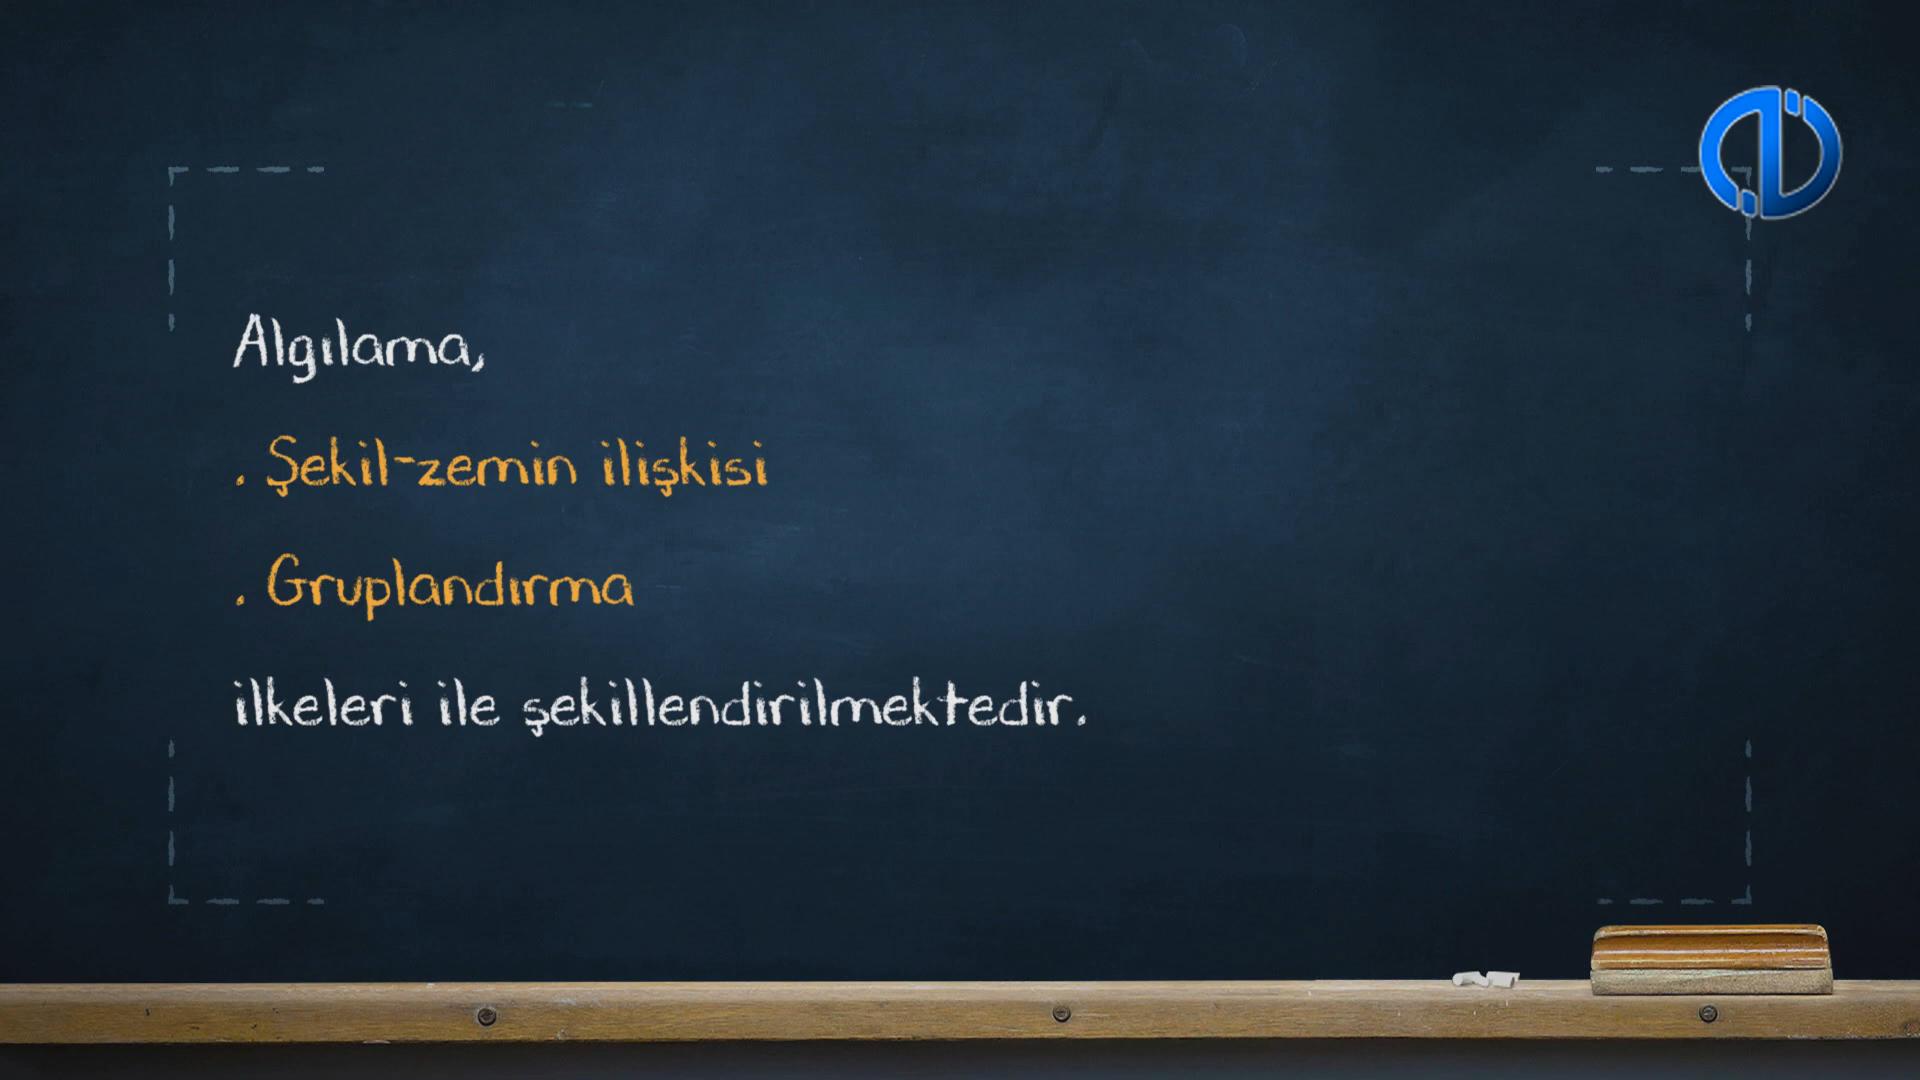 Algılama,
. Şekil-zemin ilişkisi
. Gruplandırma
ilkeleri ile şekillendirilmektedir.